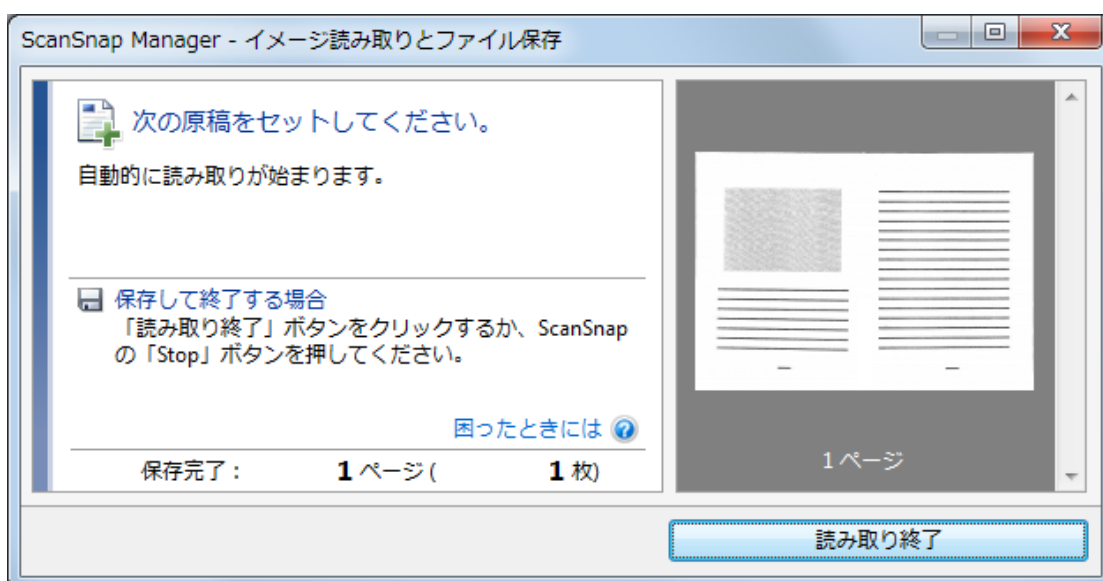 ScanSnap Manager - イメージ読み取りとファイル保存
次の原稿をセットしてください。
自動的に読み取りが始まります。
保存して終了する場合
「読み取り終了」ボタンをクリックするか、ScanSnap
の「Stop」ボタンを押してください。
困ったときには
保存完了： 1 ページ ( 1 枚)
1 ページ
読み取り終了